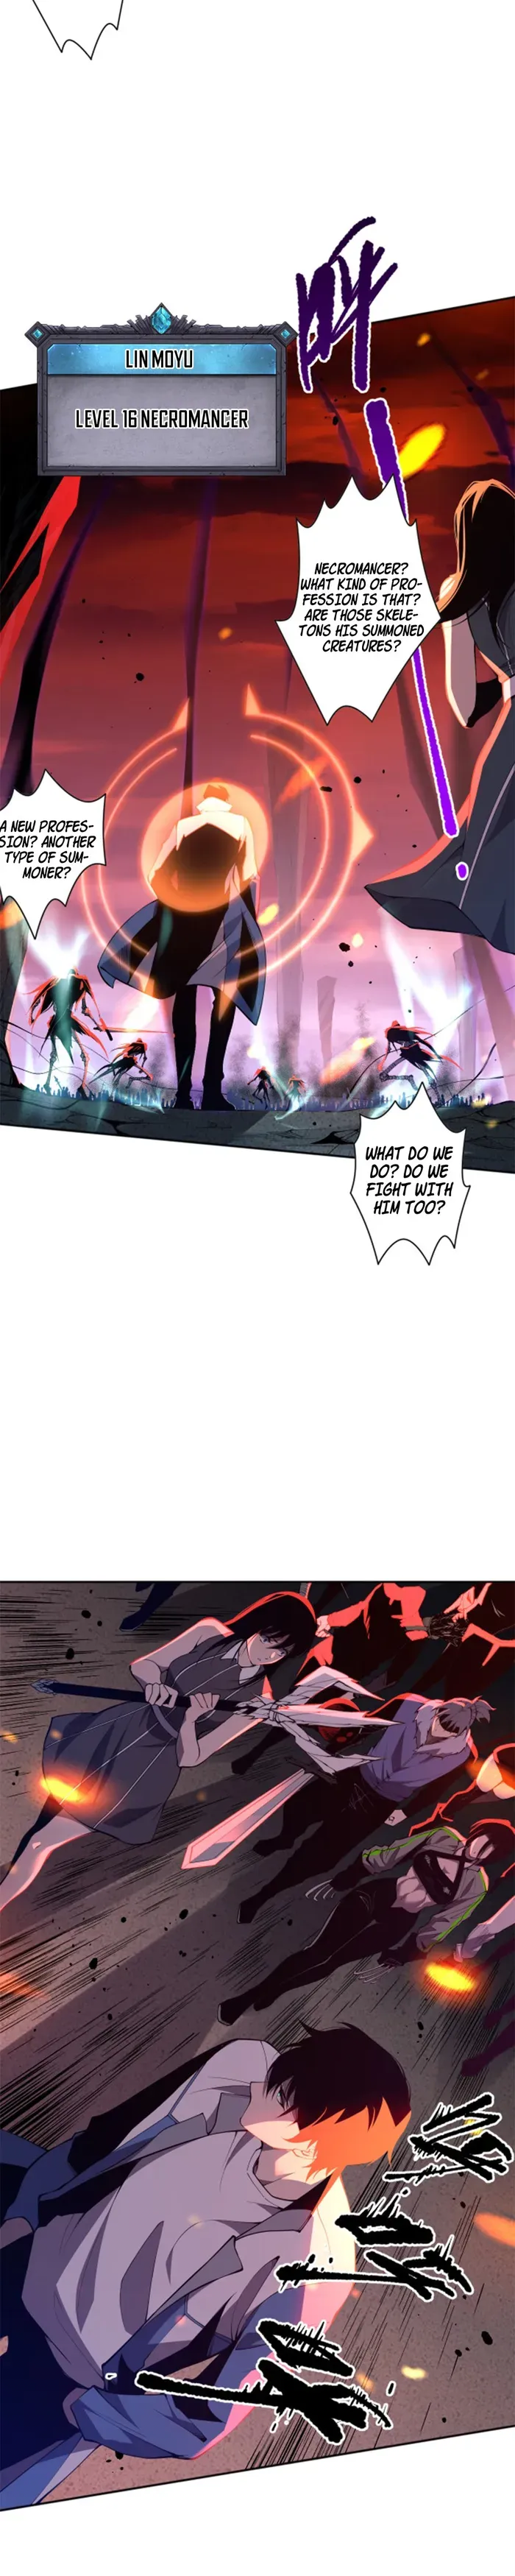 LIN MOYU
LEVEL 16 NECROMANCER
NECROMANCER?
WHAT KIND OF PRO-
FESSION IS THAT?
ARE THOSE SKELE-
TONS HIS SUMMONED
CREATURES?
A NEW PROFES-
SION? ANOTHER
TYPE OF SUM-
MONER?
WHAT DO WE
DO? DO WE
FIGHT WITH
HIM TOO?